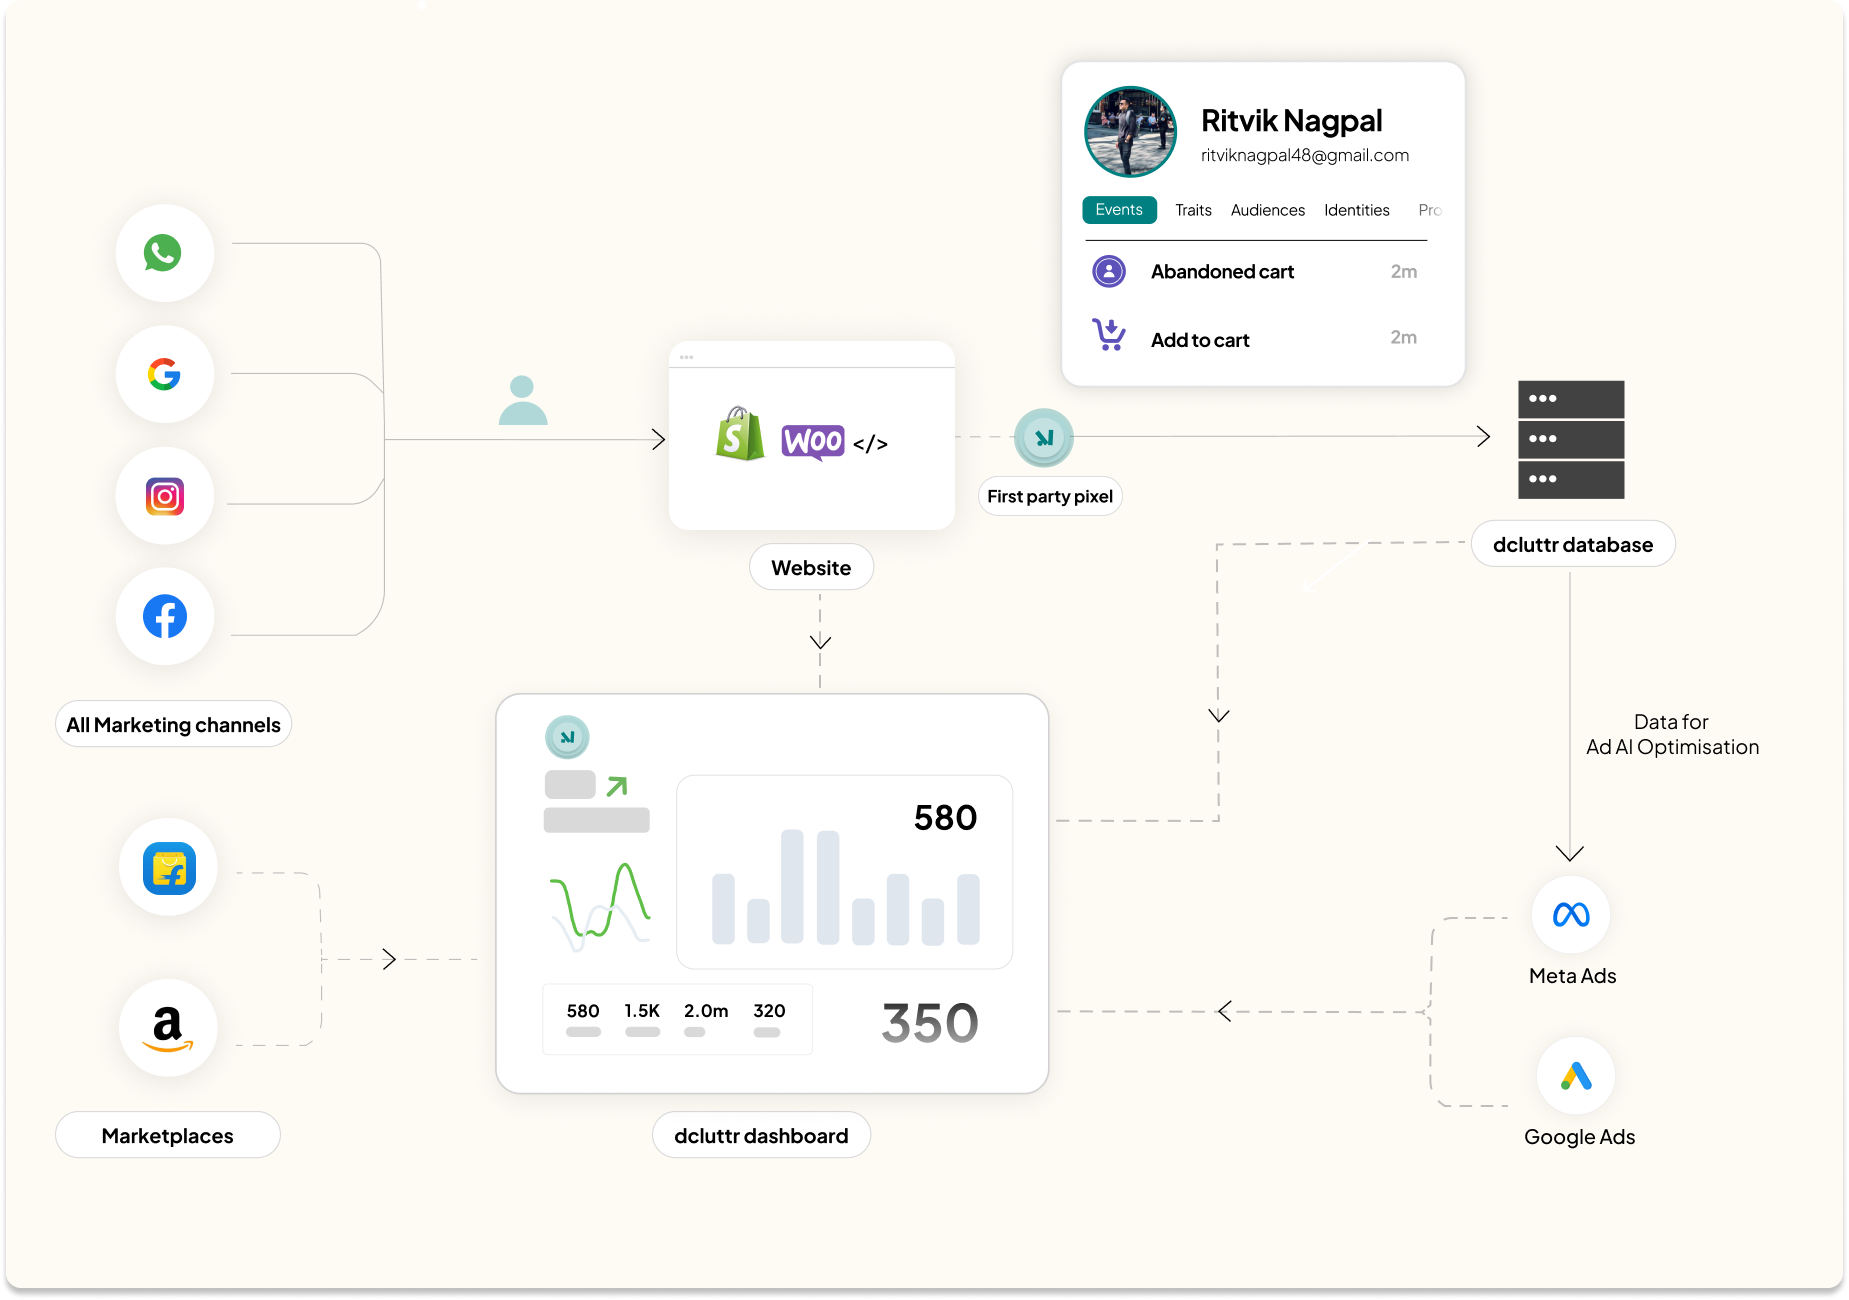 Ritvik Nagpal
ritviknagpal48@gmail.com
Events Traits Audiences Identities Pro
Abandoned cart 2m
Add to cart 2m
S
WOO </>
First party pixel
Website
dcluttr database
All Marketing channels
Data for
Ad AI Optimisation
580
580 1.5K 2.0m 320
350
a
Meta Ads
Google Ads
Marketplaces
dcluttr dashboard